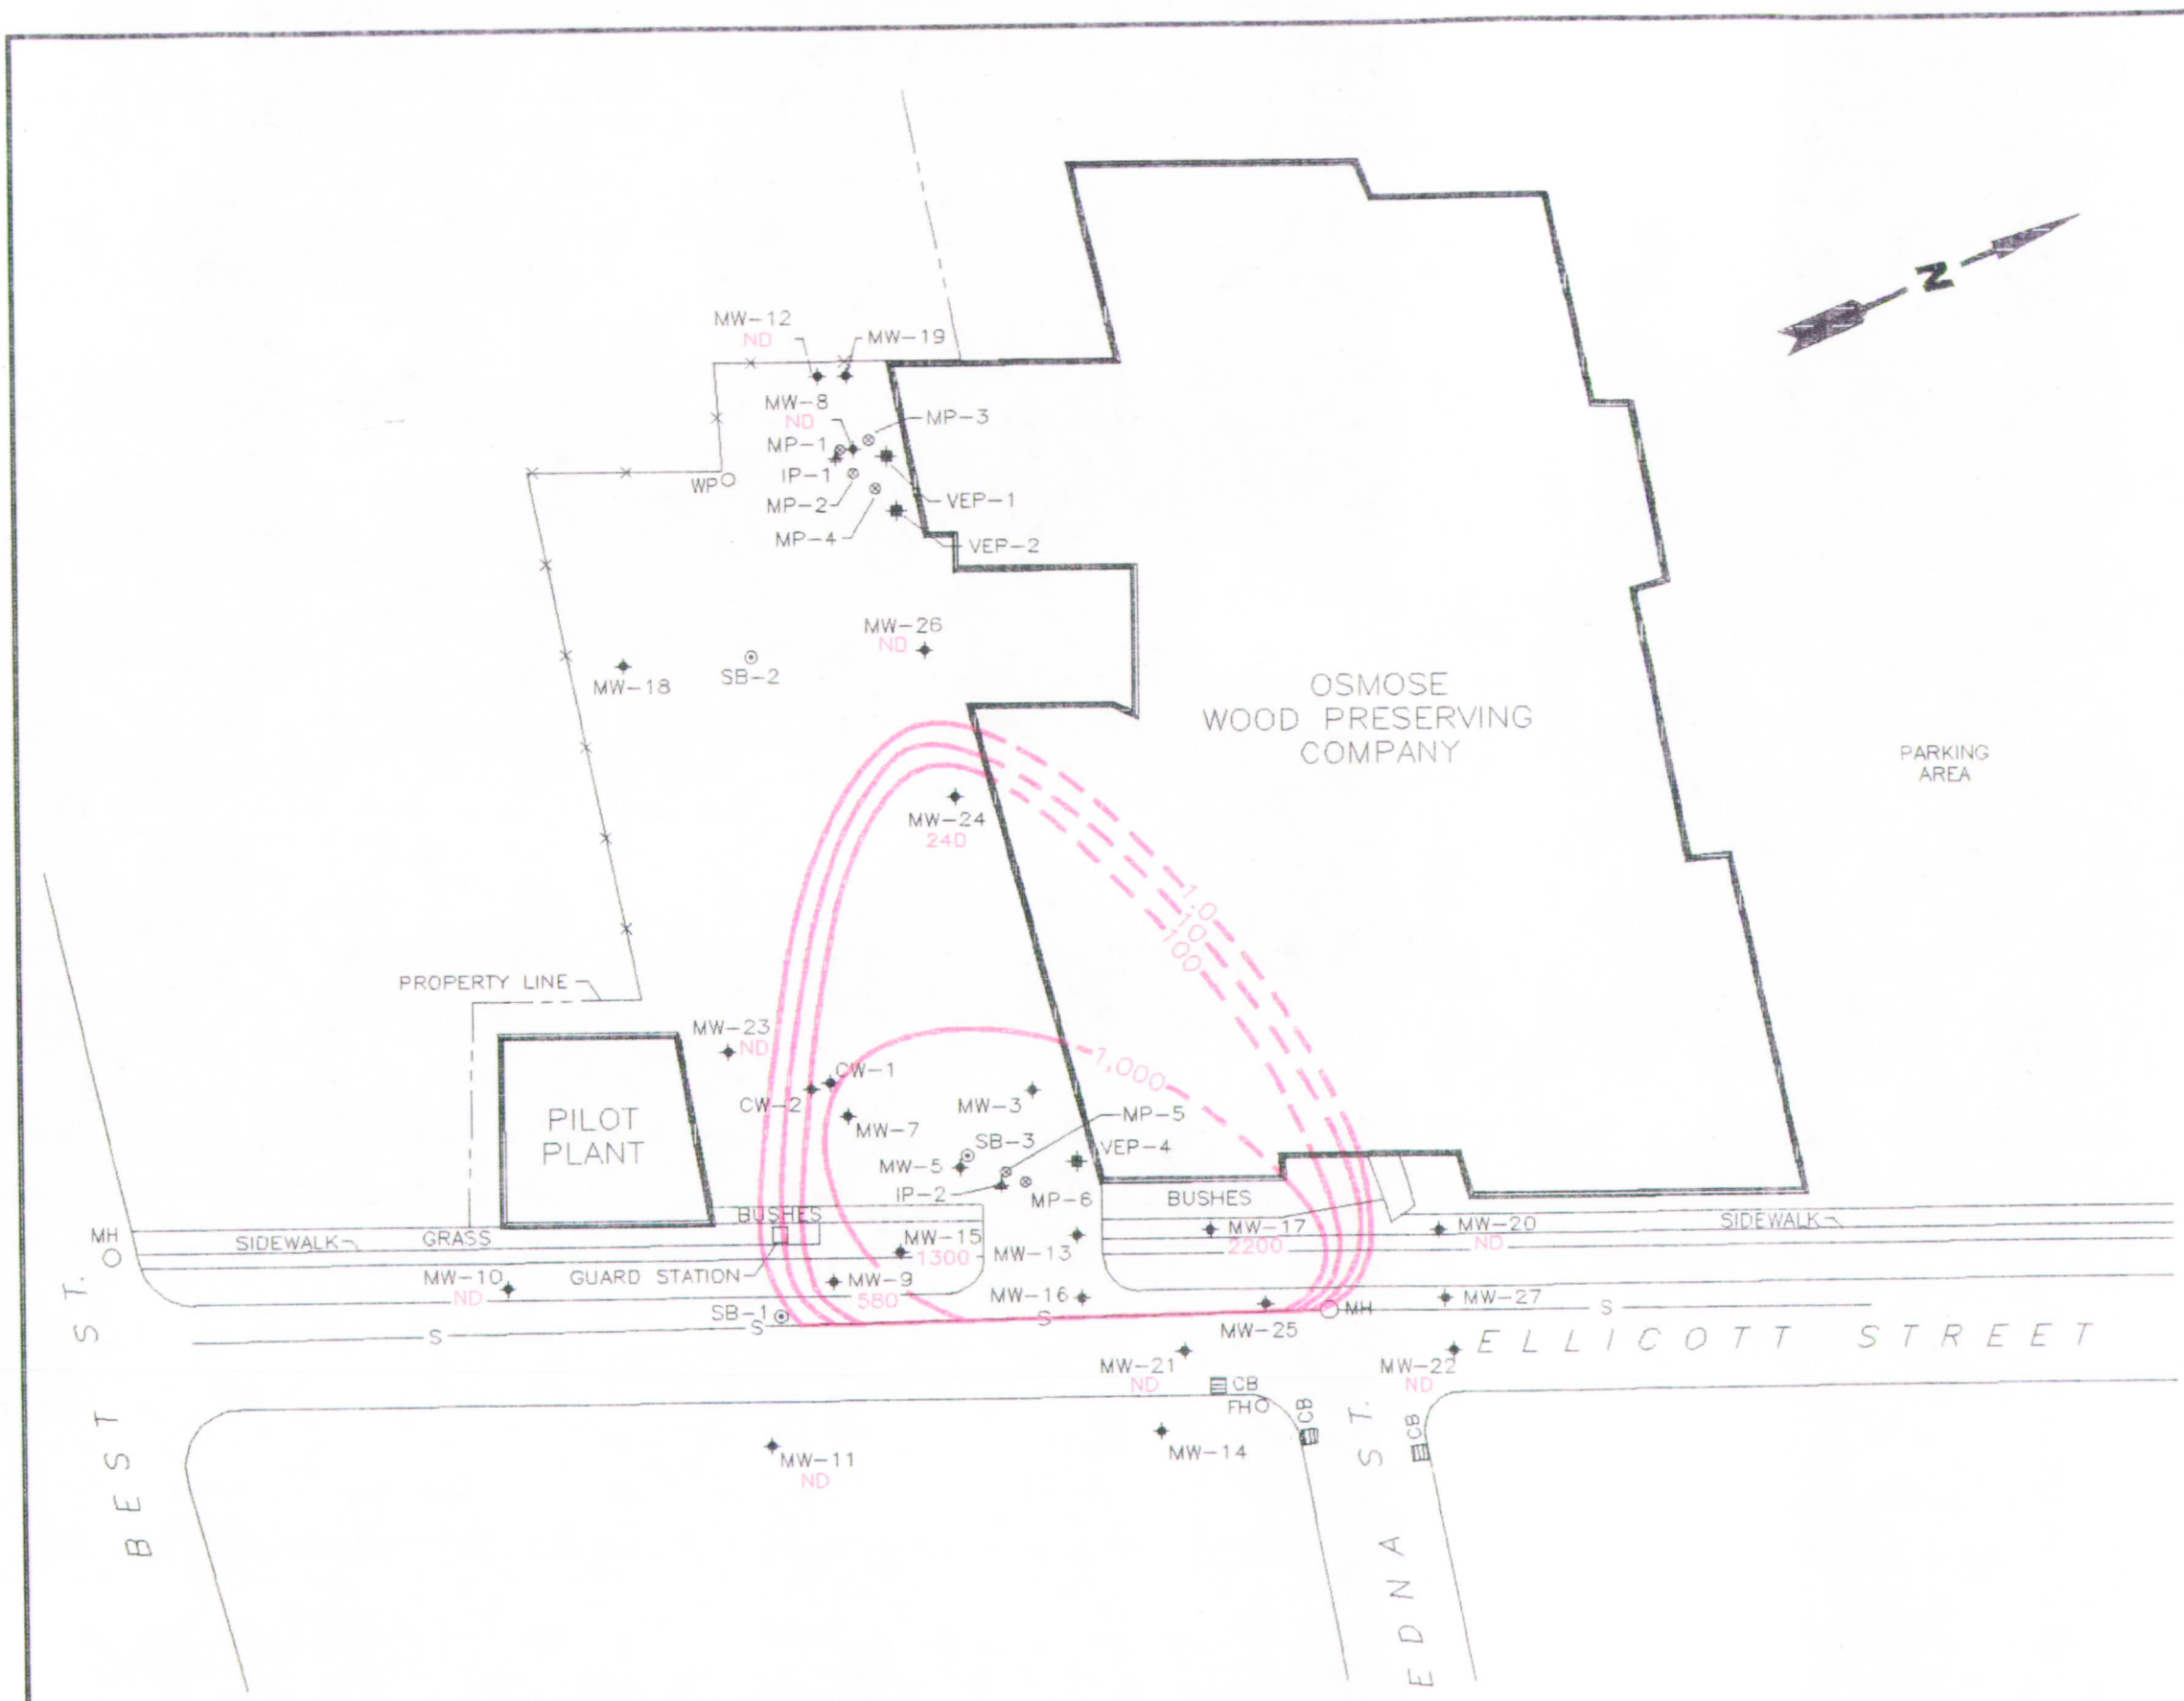 N
MW-12
ND
MW-19
MW-8
ND
MP-3
MP-1
IP-1
WP
MP-2
VEP-1
MP-4
VEP-2
MW-26
ND
MW-18
SB-2
OSMOSE
WOOD PRESERVING
COMPANY
PARKING
AREA
MW-24
240
1.0
10
100
PROPERTY LINE
MW-23
ND
1,000
CW-1
CW-2
MW-3
MP-5
PILOT
PLANT
MW-7
SB-3
VEP-4
MW-5
IP-2
MP-6
BUSHES
BUSHES
MH
SIDEWALK
GRASS
MW-15
1300
MW-13
MW-17
2200
MW-20
ND
SIDEWALK
MW-10
ND
GUARD STATION
MW-9
580
MW-16
MW-27
SB-1
S
S
S
MH
S
MW-25
ELLICOTT STREET
MW-21
ND
MW-22
ND
CB
FH
CB
CB
MW-11
ND
MW-14
BEST ST.
EDNA ST.